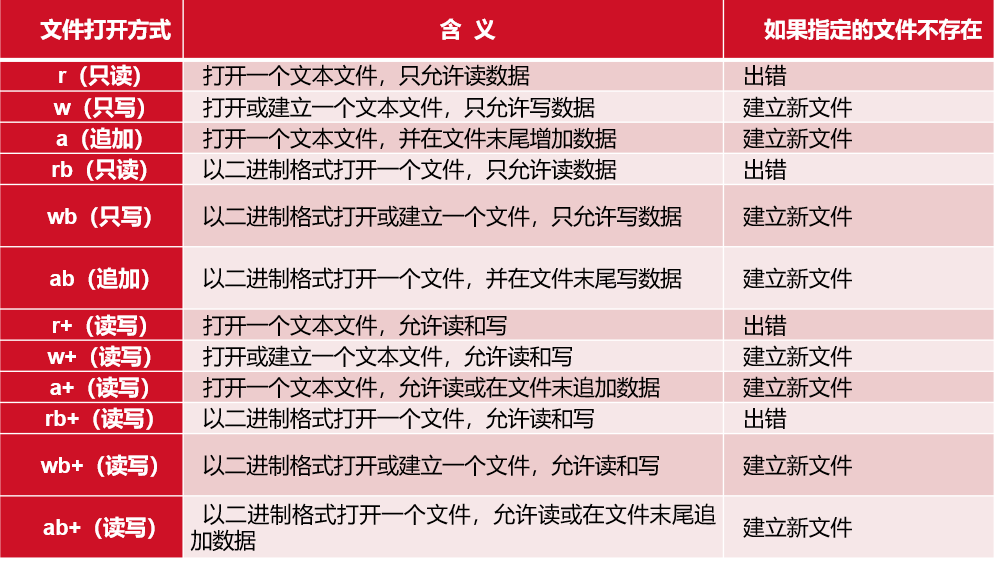 文件打开方式 含 义 如果指定的文件不存在
r（只读） 打开一个文本文件，只允许读数据 出错
w（只写） 打开或建立一个文本文件，只允许写数据 建立新文件
a（追加） 打开一个文本文件，并在文件末尾增加数据 建立新文件
rb（只读） 以二进制格式打开一个文件，只允许读数据 出错
wb（只写） 以二进制格式打开或建立一个文件，只允许写数据 建立新文件
ab（追加） 以二进制格式打开一个文件，并在文件末尾写数据 建立新文件
r+（读写） 打开一个文本文件，允许读和写 出错
w+（读写） 打开或建立一个文本文件，允许读和写 建立新文件
a+（读写） 打开一个文本文件，允许读或在文件末追加数据 建立新文件
rb+（读写） 以二进制格式打开一个文件，允许读和写 出错
wb+（读写） 以二进制格式打开或建立一个文件，允许读和写 建立新文件
ab+（读写） 以二进制格式打开一个文件，允许读或在文件末尾追
加数据 建立新文件